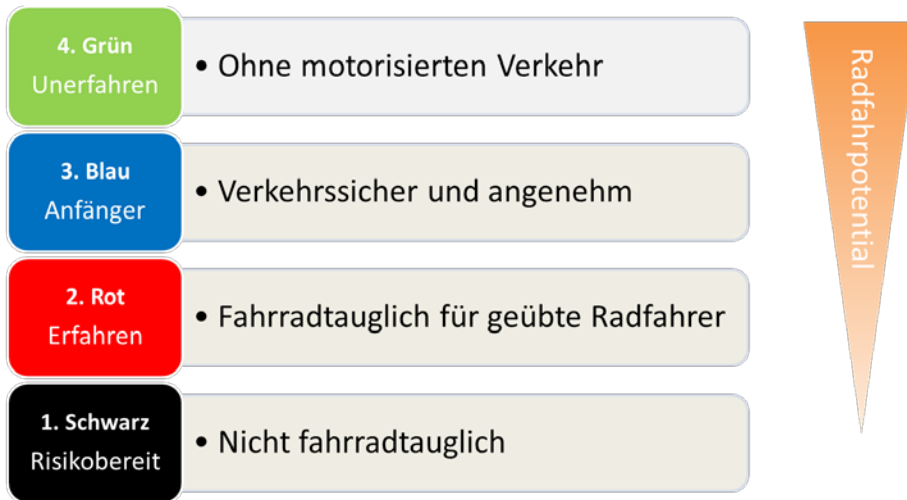 4. Grün
Unerfahren
• Ohne motorisierten Verkehr
3. Blau
Anfänger
• Verkehrssicher und angenehm
2. Rot
Erfahren
• Fahrradtauglich für geübte Radfahrer
1. Schwarz
Risikobereit
• Nicht fahrradtauglich
Radfahrpotential